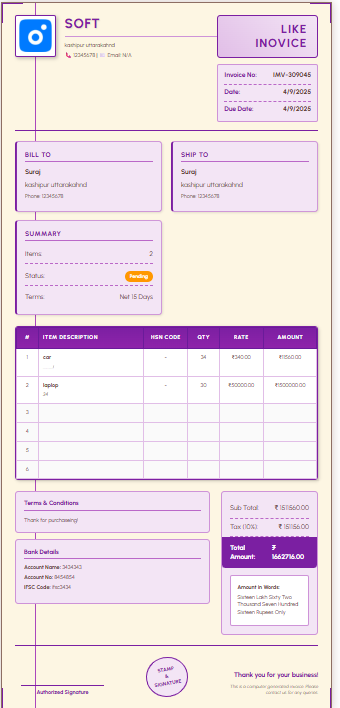 SOFT
kashipur uttarakahnd
12345678 | Email: N/A
LIKE
INOVICE
Invoice No: IMV-309045
Date: 4/9/2025
Due Date: 4/9/2025
BILL TO
Suraj
kashipur uttarakahnd
Phone: 12345678
SHIP TO
Suraj
kashipur uttarakahnd
Phone: 12345678
SUMMARY
Items: 2
Status: Pending
Terms: Net 15 Days
# ITEM DESCRIPTION HSN CODE QTY RATE AMOUNT
1 car - 34 ₹340.00 ₹11560.00
2 laptop - 30 ₹50000.00 ₹1500000.00
24
3
4
5
6
Terms & Conditions
Thank for purchaseing!
Bank Details
Account Name: 3434343
Account No: 8454854
IFSC Code: ifsc3434
Sub Total: ₹ 1511560.00
Tax (10%): ₹ 151156.00
Total Amount: ₹ 1662716.00
Amount in Words:
Sixteen Lakh Sixty Two
Thousand Seven Hundred
Sixteen Rupees Only
STAMP
&
SIGNATURE
Authorized Signature
Thank you for your business!
This is a computer generated invoice. Please
contact us for any queries.